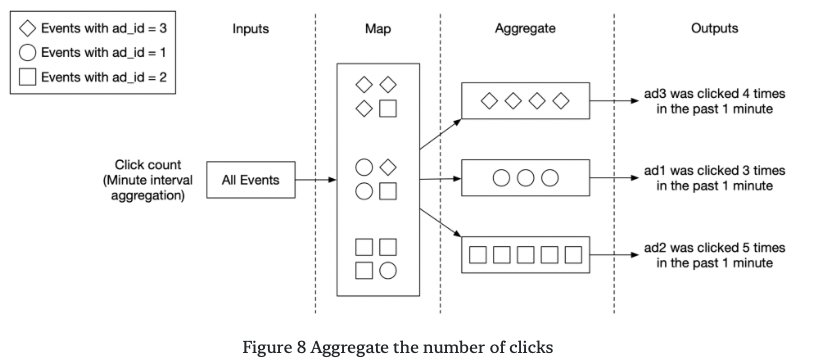 Events with ad_id = 3
Events with ad_id = 1
Events with ad_id = 2
Inputs
Map
Aggregate
Outputs
Click count
(Minute interval
aggregation)
All Events
ad3 was clicked 4 times
in the past 1 minute
ad1 was clicked 3 times
in the past 1 minute
ad2 was clicked 5 times
in the past 1 minute
Figure 8 Aggregate the number of clicks